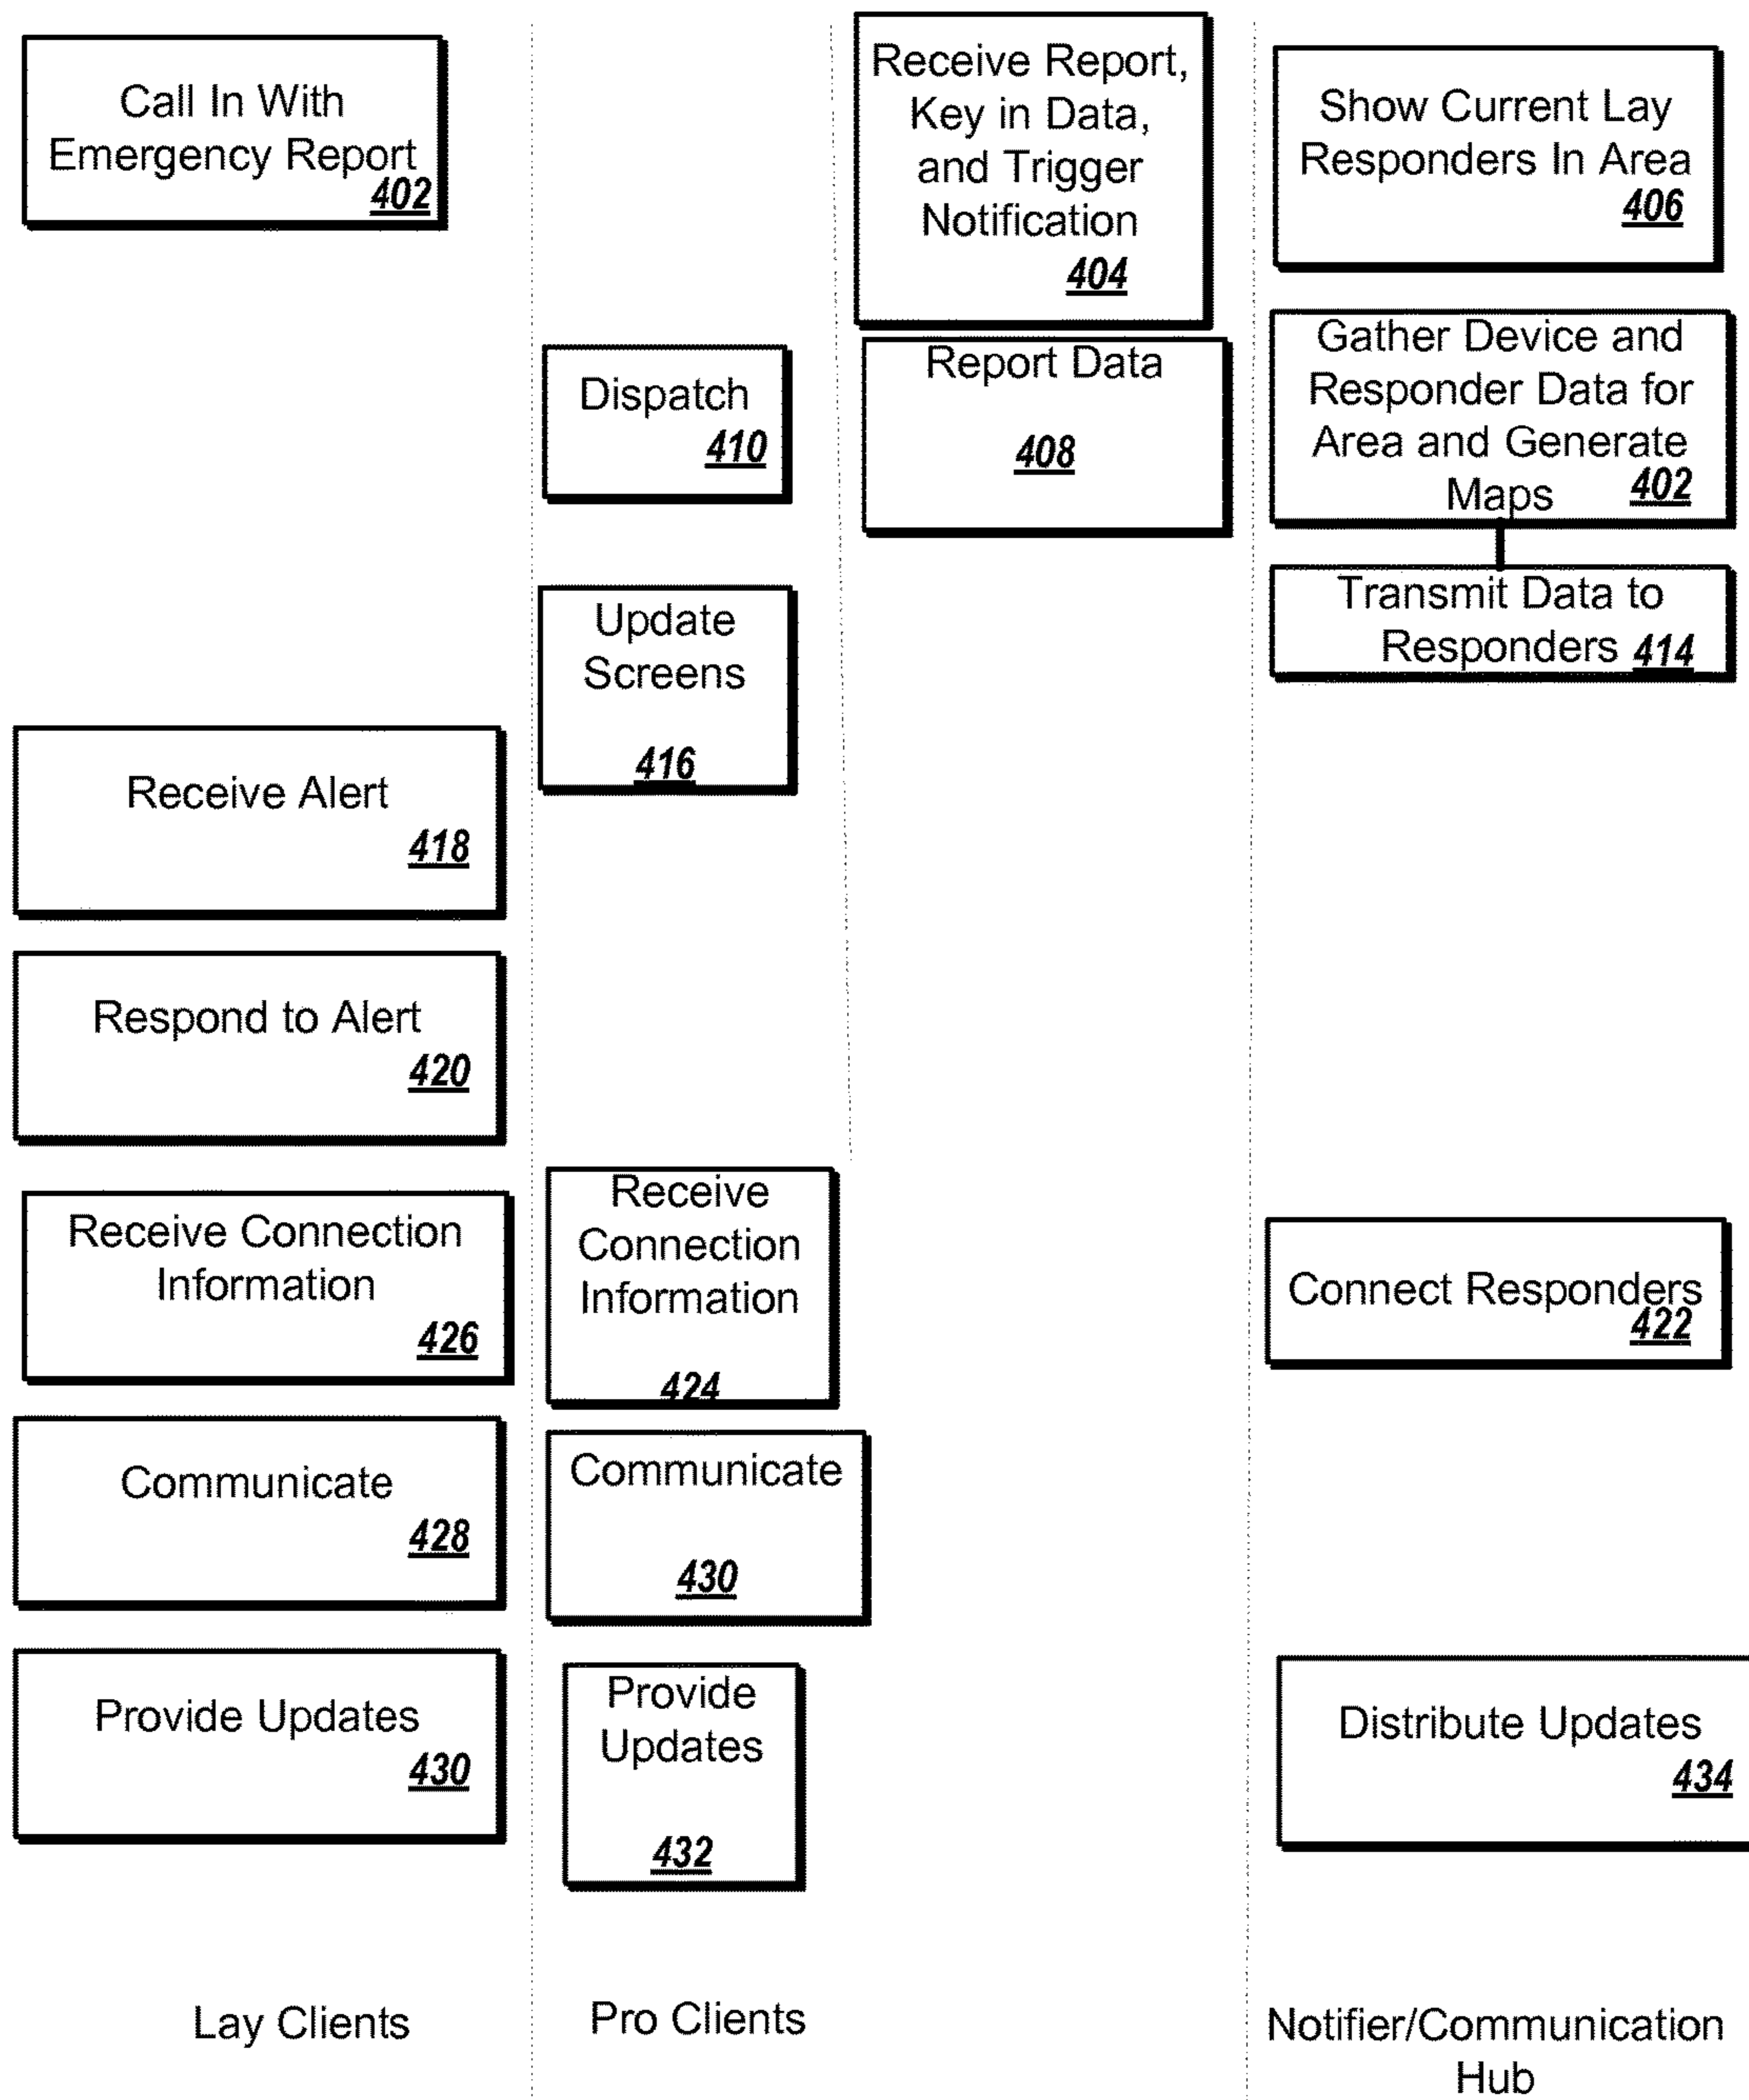 Call In With
Emergency Report
402
Receive Report,
Key in Data,
and Trigger
Notification
404
Show Current Lay
Responders In Area
406
Dispatch
410
Report Data
408
Gather Device and
Responder Data for
Area and Generate
Maps 402
Transmit Data to
Responders 414
Update
Screens
416
Receive Alert
418
Respond to Alert
420
Receive Connection
Information
426
Receive
Connection
Information
424
Connect Responders
422
Communicate
428
Communicate
430
Provide Updates
430
Provide
Updates
432
Distribute Updates
434
Lay Clients
Pro Clients
Notifier/Communication
Hub